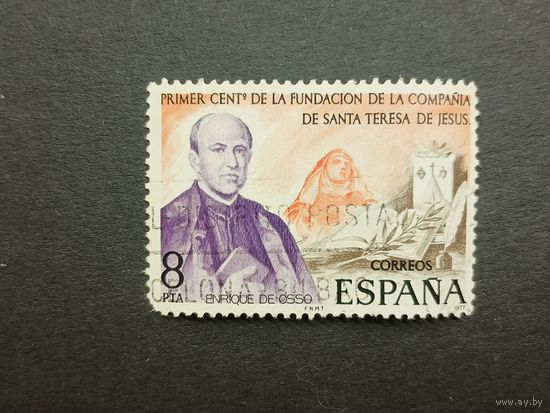 PRIMER CENTº DE LA FUNDACION DE LA COMPAÑIA
DE SANTA TERESA DE JESUS.
POSTA
8
PTA
ENRIQUE DE OSSO
CORREOS
ESPAÑA
F.N.M.T.
1977
www.ay.by